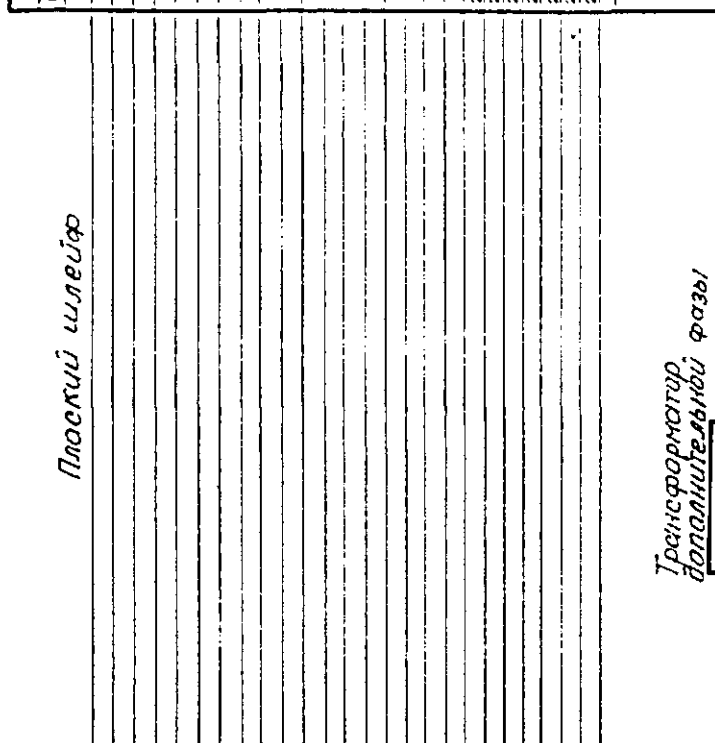 Плоский шлейф
Трансформатор
дополнительной фазы